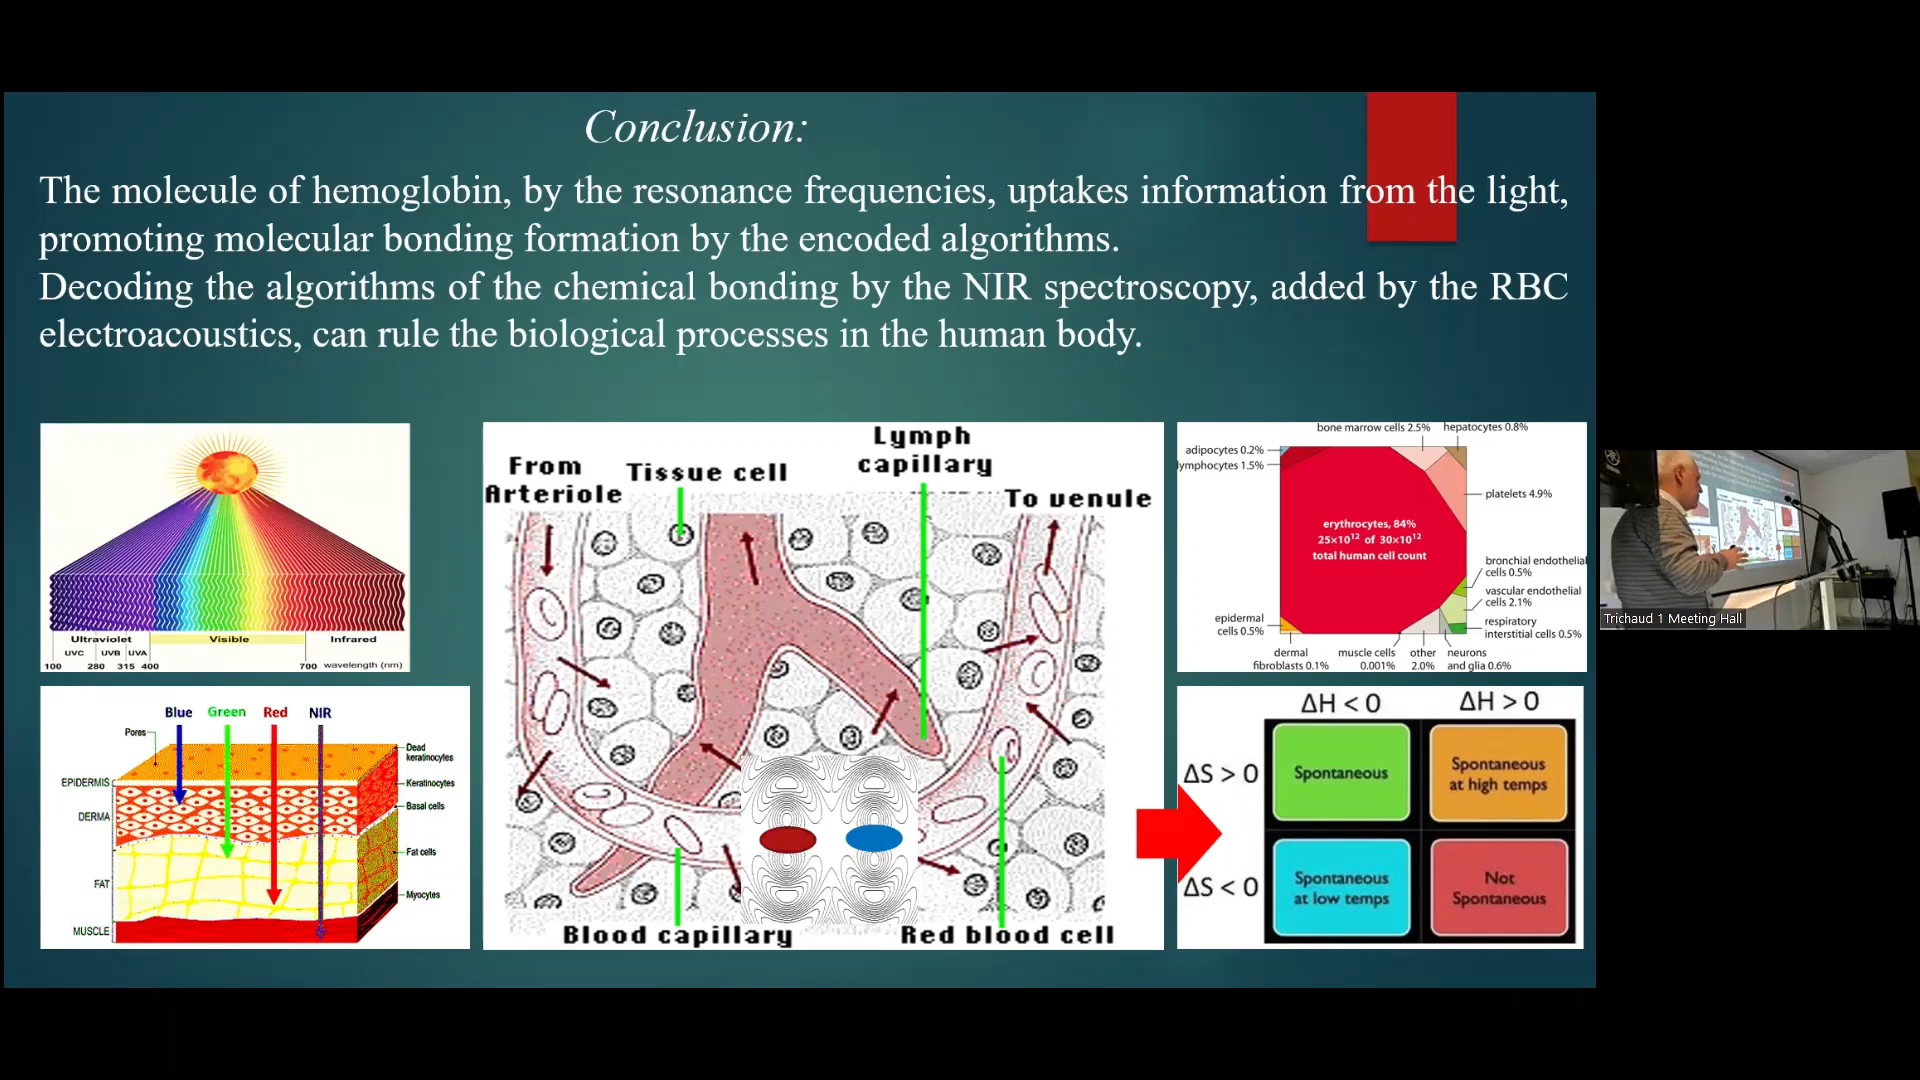 Conclusion:
The molecule of hemoglobin, by the resonance frequencies, uptakes information from the light,
promoting molecular bonding formation by the encoded algorithms.
Decoding the algorithms of the chemical bonding by the NIR spectroscopy, added by the RBC
electroacoustics, can rule the biological processes in the human body.
Ultraviolet
Visible
Infrared
UVC
UVB
UVA
100
280
315
400
700
wavelength (nm)
Blue
Green
Red
NIR
Pores
Dead
keratinocytes
EPIDERMIS
Keratinocytes
Basal cells
DERMA
Fat cells
FAT
Myocytes
MUSCLE
From
Arteriole
Tissue cell
Lymph
capillary
To venule
Blood capillary
Red blood cell
bone marrow cells 2.5%
hepatocytes 0.8%
adipocytes 0.2%
lymphocytes 1.5%
platelets 4.9%
erythrocytes, 84%
25×10¹² of 30×10¹²
total human cell count
bronchial endothelial
cells 0.5%
vascular endothelial
cells 2.1%
respiratory
interstitial cells 0.5%
epidermal
cells 0.5%
dermal
fibroblasts 0.1%
muscle cells
0.001%
other
2.0%
neurons
and glia 0.6%
ΔH < 0
ΔH > 0
ΔS > 0
Spontaneous
Spontaneous
at high temps
ΔS < 0
Spontaneous
at low temps
Not
Spontaneous
Trichaud 1 Meeting Hall